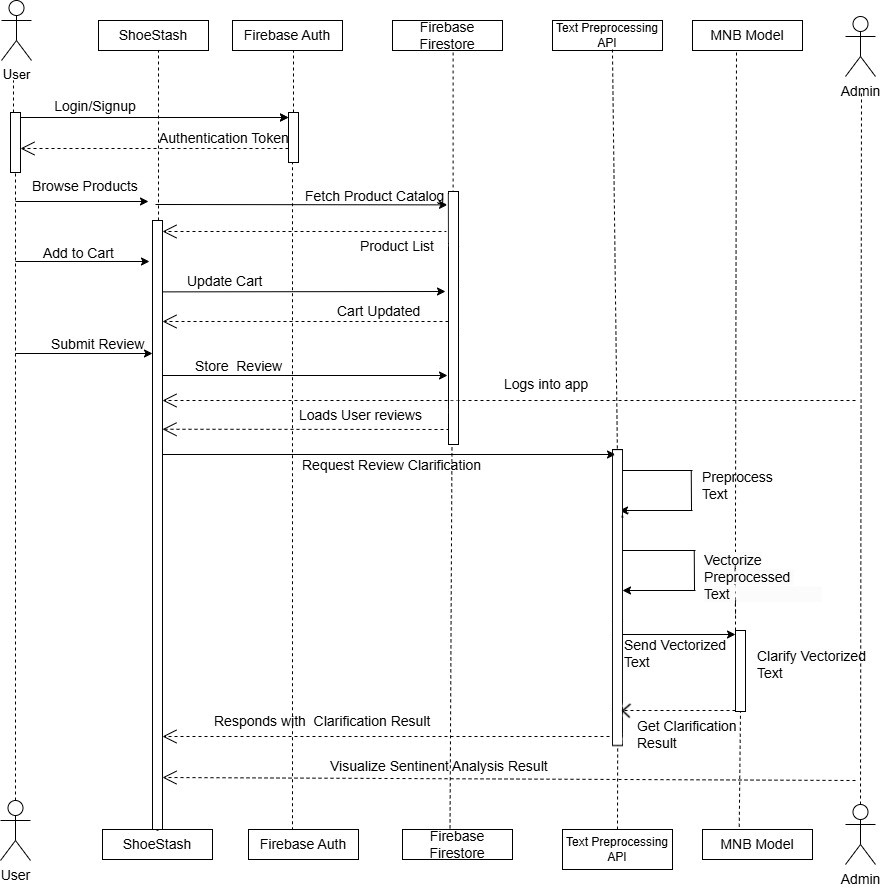 ShoeStash
Firebase Auth
Firebase
Firestore
Text Preprocessing
API
MNB Model
User
Admin
Login/Signup
Authentication Token
Browse Products
Fetch Product Catalog
Product List
Add to Cart
Update Cart
Cart Updated
Submit Review
Store Review
Logs into app
Loads User reviews
Request Review Clarification
Preprocess
Text
Vectorize
Preprocessed
Text
Send Vectorized
Text
Clarify Vectorized
Text
Responds with Clarification Result
Get Clarification
Result
Visualize Sentinent Analysis Result
ShoeStash
Firebase Auth
Firebase
Firestore
Text Preprocessing
API
MNB Model
User
Admin